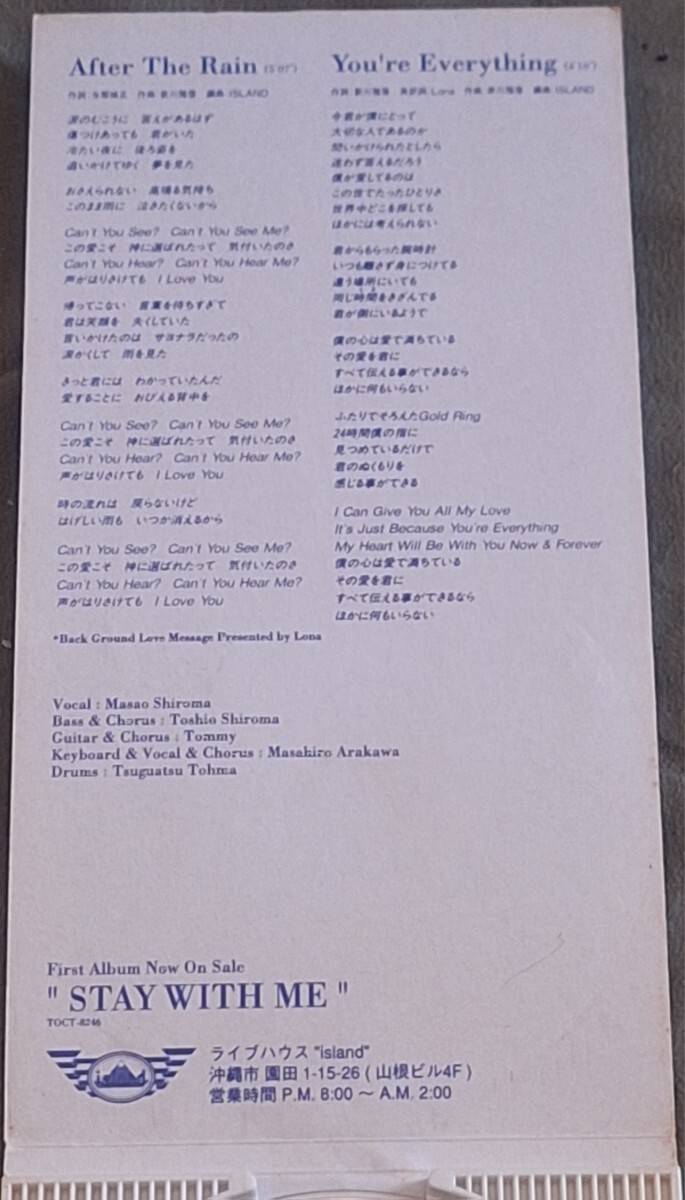 After The Rain (5'07")
作詞 与那城正 作曲 新川雅啓 編曲 ISLAND
涙のむこうに 答えがあるはず
傷つけあっても 君がいた
冷たい夜に 後ろ姿を
追いかけてゆく 夢を見た
おさえられない 高鳴る気持ち
このまま雨に 泣きたくないから
Can't You See? Can't You See Me?
この愛こそ 神に選ばれたって 気付いたのさ
Can't You Hear? Can't You Hear Me?
声がはりさけても I Love You
帰ってこない 言葉を待ちすぎて
君は笑顔を 失くしていた
言いかけたのは サヨナラだったの
涙かくして 雨を見た
きっと君には わかっていたんだ
愛することに おびえる背中を
Can't You See? Can't You See Me?
この愛こそ 神に選ばれたって 気付いたのさ
Can't You Hear? Can't You Hear Me?
声がはりさけても I Love You
時の流れは 戻らないけど
はげしい雨も いつか消えるから
Can't You See? Can't You See Me?
この愛こそ 神に選ばれたって 気付いたのさ
Can't You Hear? Can't You Hear Me?
声がはりさけても I Love You
*Back Ground Love Message Presented by Lona
You're Everything
作詞 新川雅啓 英訳詞 Lona 作曲 新川雅啓 編曲 ISLAND
今君が僕にとって
大切な人であるのか
問いかけられたとしたら
迷わず答えるだろう
僕が愛してるのは
この世でたったひとりさ
世界中どこを探しても
ほかには考えられない
君からもらった腕時計
いつも離さず身につけてる
違う場所にいても
同じ時間をきざんでる
君が側にいるようで
僕の心は愛で満ちている
その愛を君に
すべて伝える事ができるなら
ほかに何もいらない
ふたりでそろえたGold Ring
24時間僕の指に
見つめているだけで
君のぬくもりを
感じる事ができる
I Can Give You All My Love
It's Just Because You're Everything
My Heart Will Be With You Now & Forever
僕の心は愛で満ちている
その愛を君に
すべて伝える事ができるなら
ほかに何もいらない
Vocal : Masao Shiroma
Bass & Chorus : Toshio Shiroma
Guitar & Chorus : Tommy
Keyboard & Vocal & Chorus : Masahiro Arakawa
Drums : Tsuguatsu Tohma
First Album Now On Sale
" STAY WITH ME "
TOCT-8246
ライブハウス "island"
沖縄市 園田 1-15-26 ( 山根ビル4F )
営業時間 P.M. 8:00 ～ A.M. 2:00